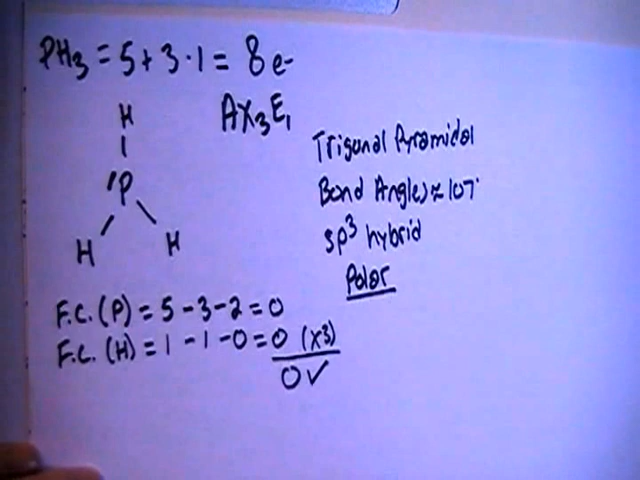 PH3 = 5 + 3 · 1 = 8 e-
AX3E1
H
P
H H
Trigonal Pyramidal
Bond Angles ≈ 107°
sp3 hybrid
Polar
F.C. (P) = 5 - 3 - 2 = 0
F.C. (H) = 1 - 1 - 0 = 0 (x3)
0 ✓